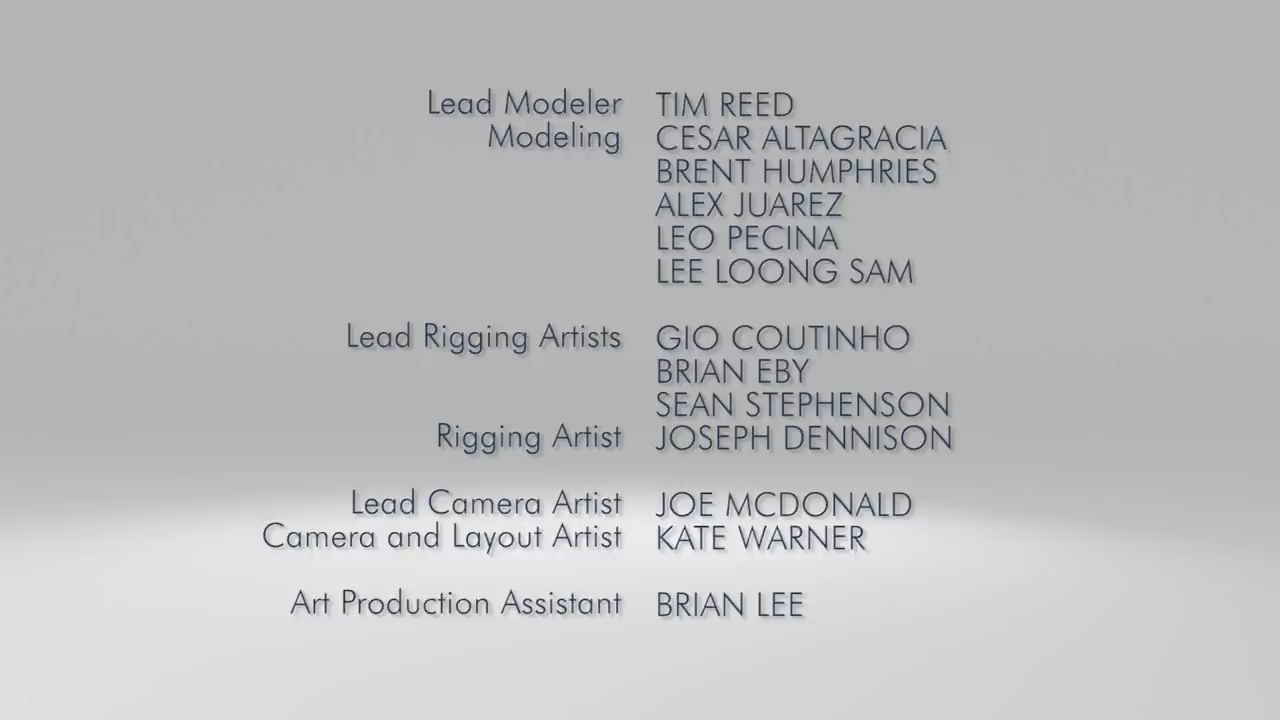 Lead Modeler TIM REED
Modeling CESAR ALTAGRACIA
BRENT HUMPHRIES
ALEX JUAREZ
LEO PECINA
LEE LOONG SAM
Lead Rigging Artists GIO COUTINHO
BRIAN EBY
SEAN STEPHENSON
Rigging Artist JOSEPH DENNISON
Lead Camera Artist JOE MCDONALD
Camera and Layout Artist KATE WARNER
Art Production Assistant BRIAN LEE